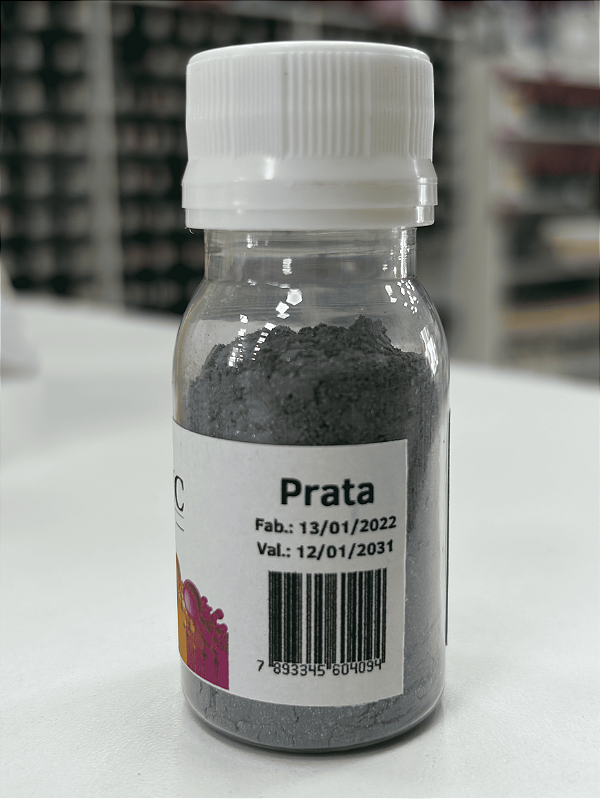 Prata
Fab.: 13/01/2022
Val.: 12/01/2031
7 893345 604094